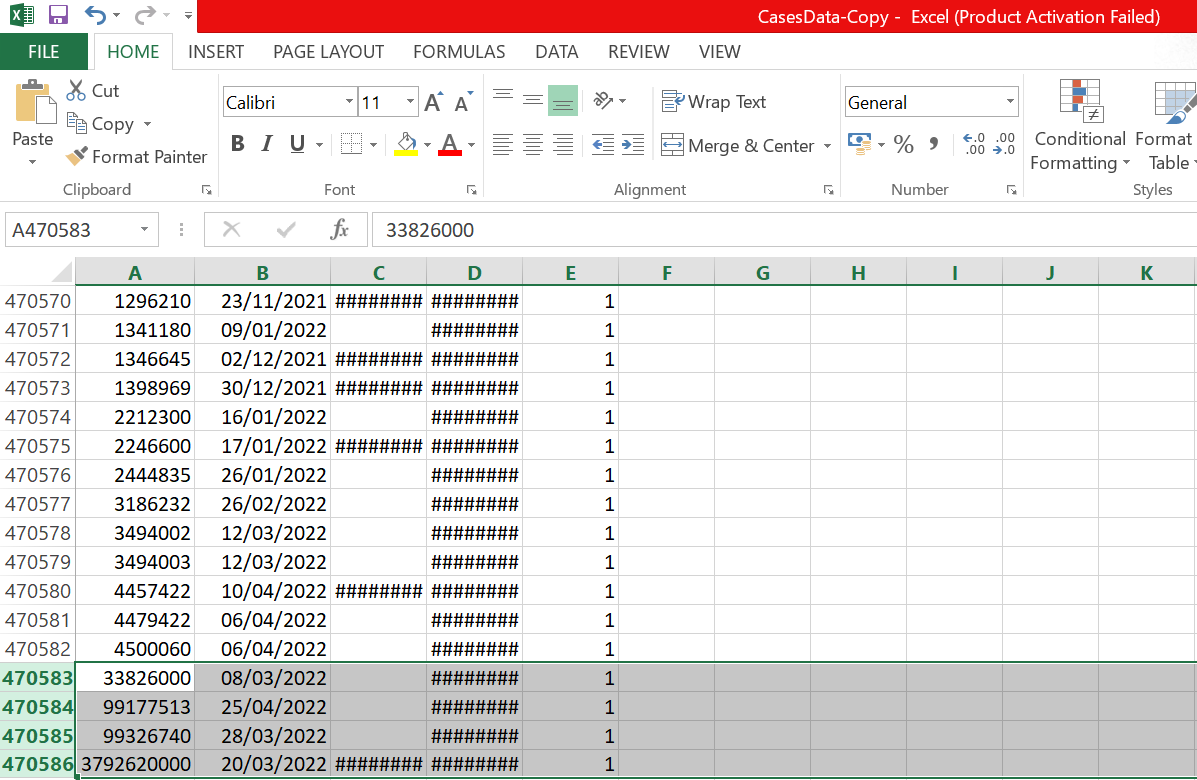 CasesData-Copy - Excel (Product Activation Failed)
FILE HOME INSERT PAGE LAYOUT FORMULAS DATA REVIEW VIEW
Paste
Cut
Copy
Format Painter
Clipboard
Calibri 11
B I U
Font
Wrap Text
Merge & Center
Alignment
General
% , .0 .00 .00 .0
Number
Conditional Formatting
Format Table
Styles
A470583 fx 33826000
A B C D E F G H I J K
470570 1296210 23/11/2021 ######## ######## 1
470571 1341180 09/01/2022 ######## 1
470572 1346645 02/12/2021 ######## ######## 1
470573 1398969 30/12/2021 ######## ######## 1
470574 2212300 16/01/2022 ######## 1
470575 2246600 17/01/2022 ######## ######## 1
470576 2444835 26/01/2022 ######## 1
470577 3186232 26/02/2022 ######## 1
470578 3494002 12/03/2022 ######## 1
470579 3494003 12/03/2022 ######## 1
470580 4457422 10/04/2022 ######## ######## 1
470581 4479422 06/04/2022 ######## 1
470582 4500060 06/04/2022 ######## 1
470583 33826000 08/03/2022 ######## 1
470584 99177513 25/04/2022 ######## 1
470585 99326740 28/03/2022 ######## 1
470586 3792620000 20/03/2022 ######## ######## 1